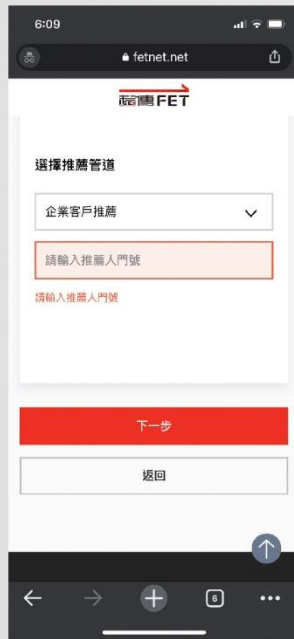 6:09
fetnet.net
遠傳FET
選擇推薦管道
企業客戶推薦
請輸入推薦人門號
請輸入推薦人門號
下一步
返回
6